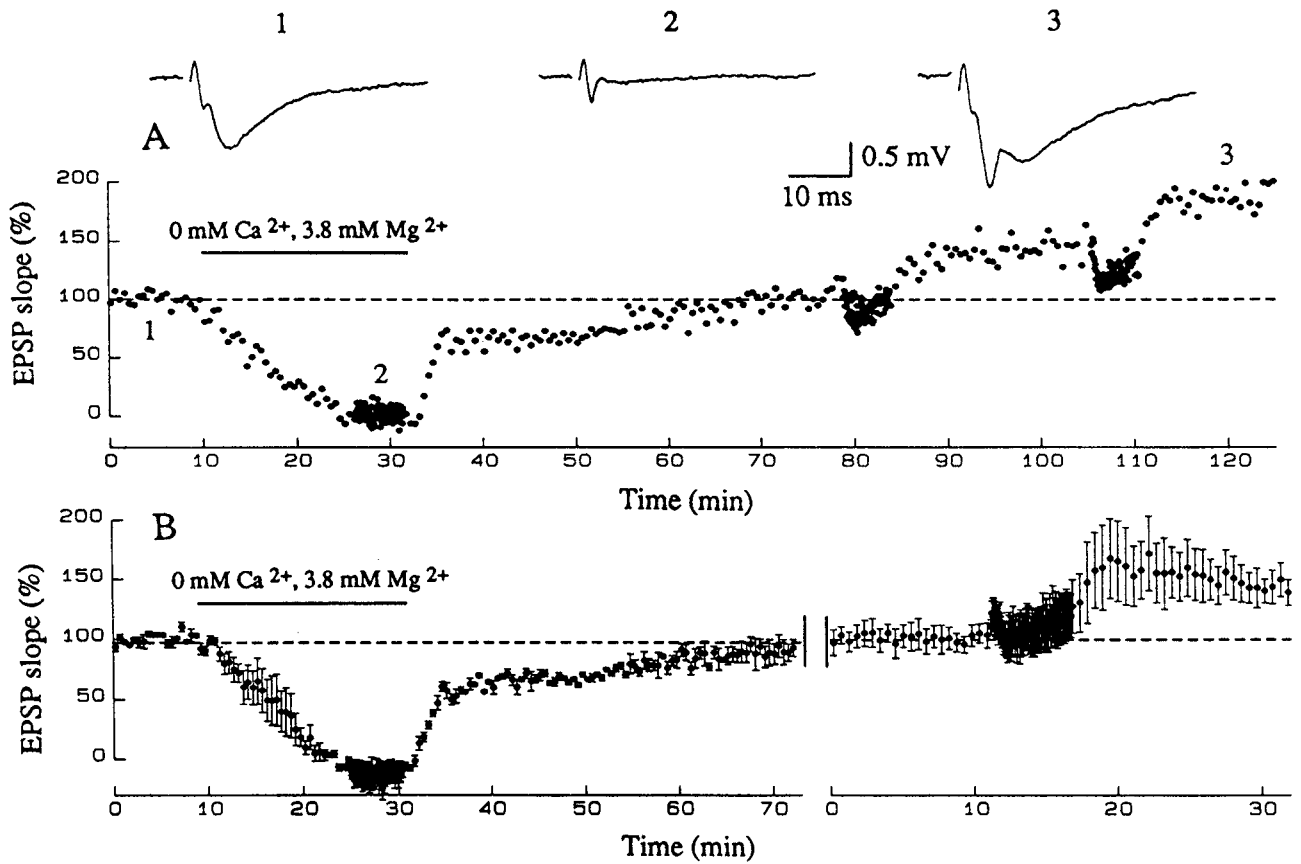 1 2 3
A
0.5 mV
10 ms
3
200
150
100
50
0
EPSP slope (%)
0 mM Ca 2+, 3.8 mM Mg 2+
1
2
0 10 20 30 40 50 60 70 80 90 100 110 120
Time (min)
B
200
150
100
50
0
EPSP slope (%)
0 mM Ca 2+, 3.8 mM Mg 2+
0 10 20 30 40 50 60 70 0 10 20 30
Time (min)